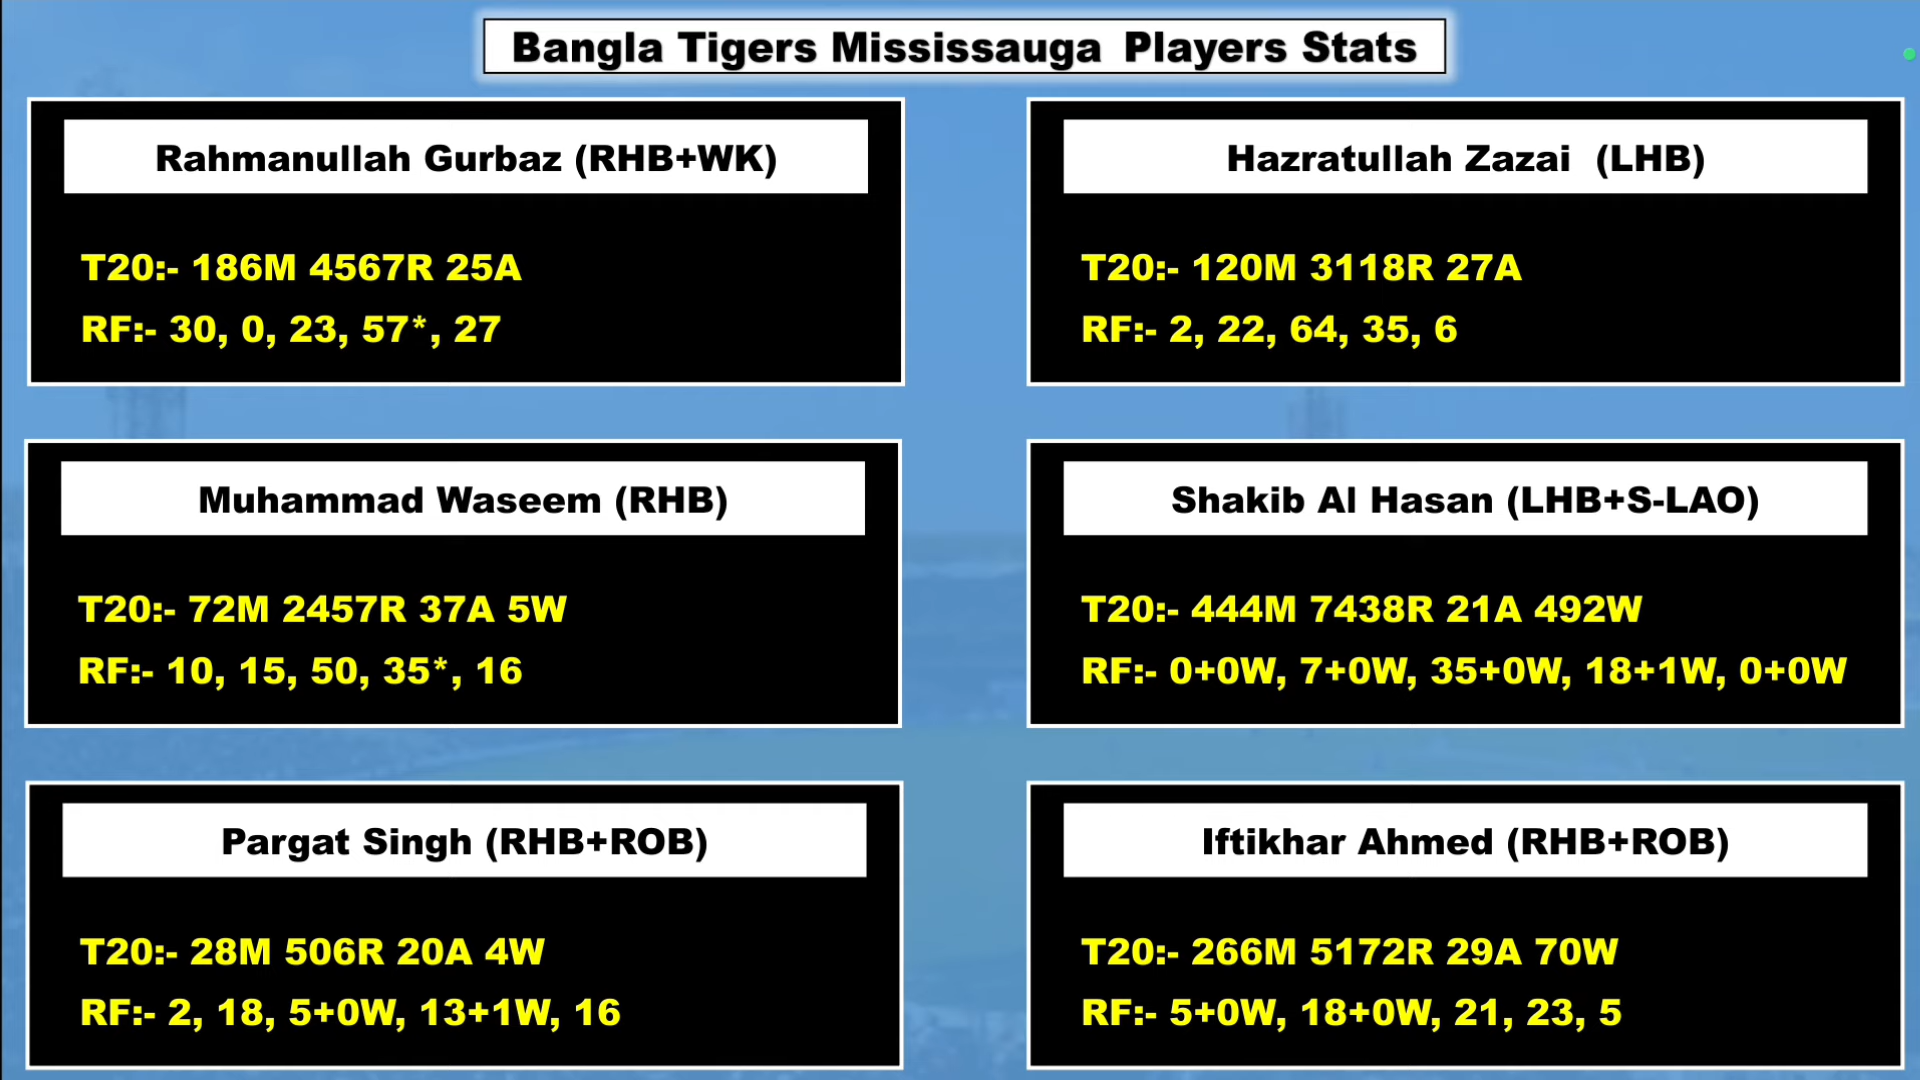 Bangla Tigers Mississauga Players Stats
Rahmanullah Gurbaz (RHB+WK)
T20:- 186M 4567R 25A
RF:- 30, 0, 23, 57*, 27
Hazratullah Zazai (LHB)
T20:- 120M 3118R 27A
RF:- 2, 22, 64, 35, 6
Muhammad Waseem (RHB)
T20:- 72M 2457R 37A 5W
RF:- 10, 15, 50, 35*, 16
Shakib Al Hasan (LHB+S-LAO)
T20:- 444M 7438R 21A 492W
RF:- 0+0W, 7+0W, 35+0W, 18+1W, 0+0W
Pargat Singh (RHB+ROB)
T20:- 28M 506R 20A 4W
RF:- 2, 18, 5+0W, 13+1W, 16
Iftikhar Ahmed (RHB+ROB)
T20:- 266M 5172R 29A 70W
RF:- 5+0W, 18+0W, 21, 23, 5